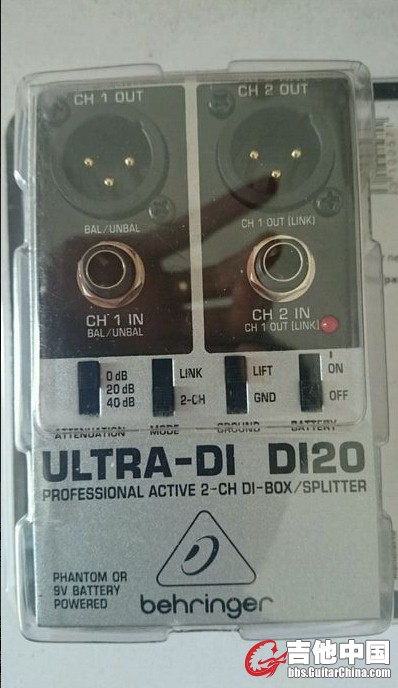 CH 1 OUT
CH 2 OUT
BAL/UNBAL
CH 1 OUT (LINK)
CH 1 IN
BAL/UNBAL
CH 2 IN
CH 1 OUT (LINK)
0 dB
20 dB
40 dB
LINK
2-CH
LIFT
GND
ON
OFF
ATTENUATION
MODE
GROUND
BATTERY
ULTRA-DI DI20
PROFESSIONAL ACTIVE 2-CH DI-BOX/SPLITTER
PHANTOM OR
9V BATTERY
POWERED
behringer
吉他中国
bbs.GuitarChina.com